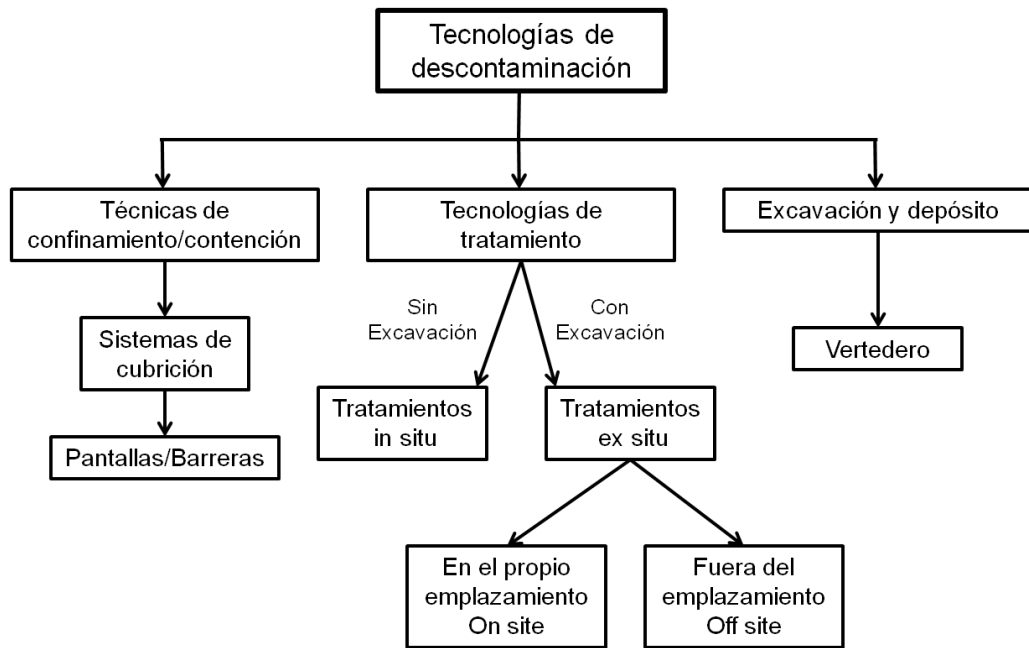 Tecnologías de
descontaminación
Técnicas de
confinamiento/contención
Tecnologías de
tratamiento
Excavación y depósito
Sin
Excavación
Con
Excavación
Sistemas de
cubrición
Vertedero
Tratamientos
in situ
Tratamientos
ex situ
Pantallas/Barreras
En el propio
emplazamiento
On site
Fuera del
emplazamiento
Off site